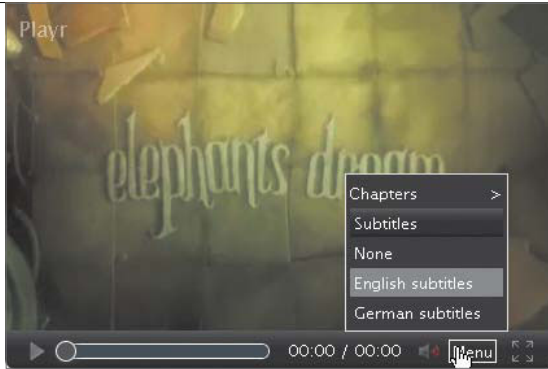 Playr
elephants dream
Chapters >
Subtitles
None
English subtitles
German subtitles
00:00 / 00:00 Menu